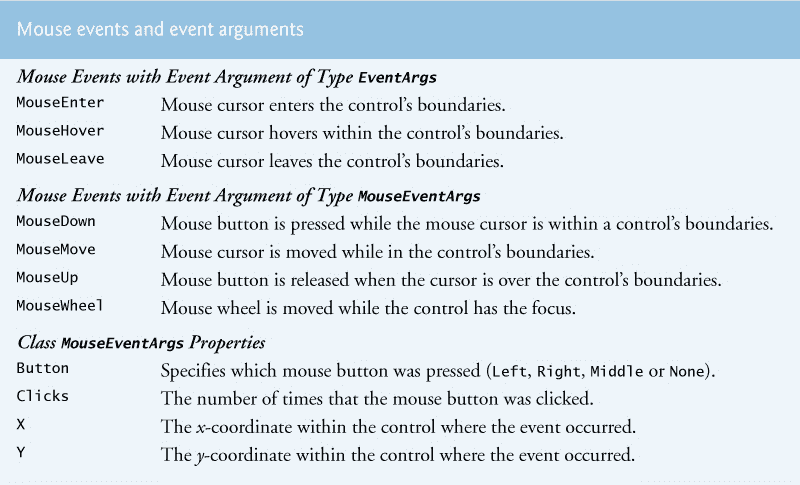 Mouse events and event arguments
Mouse Events with Event Argument of Type EventArgs
MouseEnter Mouse cursor enters the control's boundaries.
MouseHover Mouse cursor hovers within the control's boundaries.
MouseLeave Mouse cursor leaves the control's boundaries.
Mouse Events with Event Argument of Type MouseEventArgs
MouseDown Mouse button is pressed while the mouse cursor is within a control's boundaries.
MouseMove Mouse cursor is moved while in the control's boundaries.
MouseUp Mouse button is released when the cursor is over the control's boundaries.
MouseWheel Mouse wheel is moved while the control has the focus.
Class MouseEventArgs Properties
Button Specifies which mouse button was pressed (Left, Right, Middle or None).
Clicks The number of times that the mouse button was clicked.
X The x-coordinate within the control where the event occurred.
Y The y-coordinate within the control where the event occurred.